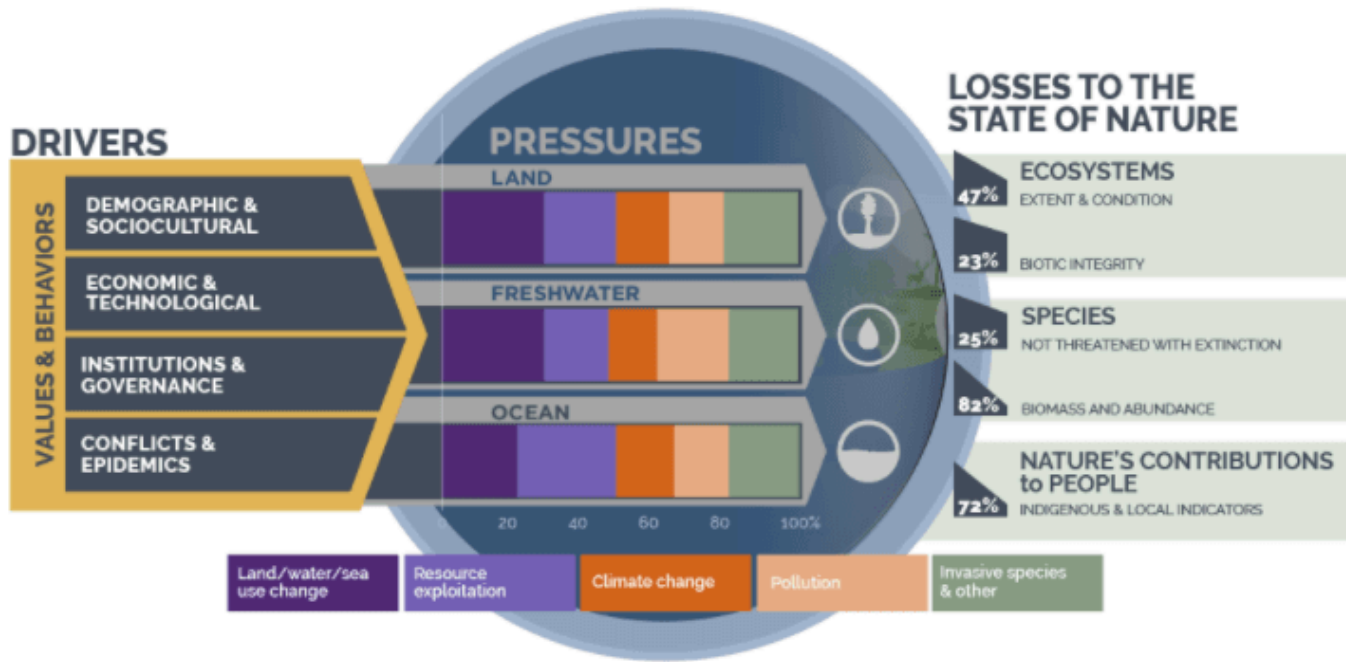 DRIVERS
VALUES & BEHAVIORS
DEMOGRAPHIC &
SOCIOCULTURAL
ECONOMIC &
TECHNOLOGICAL
INSTITUTIONS &
GOVERNANCE
CONFLICTS &
EPIDEMICS
PRESSURES
LAND
FRESHWATER
OCEAN
0 20 40 60 80 100%
LOSSES TO THE
STATE OF NATURE
ECOSYSTEMS
47% EXTENT & CONDITION
23% BIOTIC INTEGRITY
SPECIES
25% NOT THREATENED WITH EXTINCTION
82% BIOMASS AND ABUNDANCE
NATURE'S CONTRIBUTIONS
to PEOPLE
72% INDIGENOUS & LOCAL INDICATORS
Land/water/sea
use change
Resource
exploitation
Climate change
Pollution
Invasive species
& other